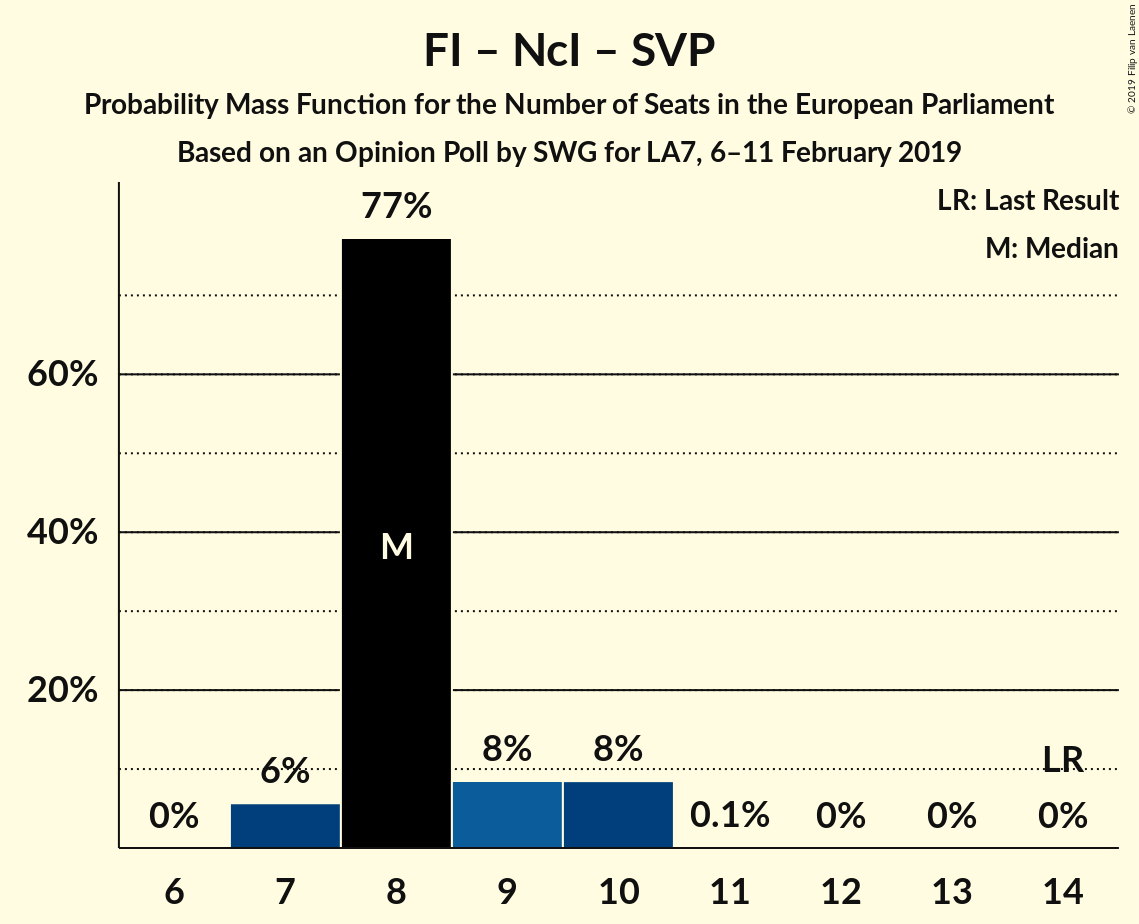 FI – NcI – SVP
Probability Mass Function for the Number of Seats in the European Parliament
Based on an Opinion Poll by SWG for LA7, 6–11 February 2019
© 2019 Filip van Laenen
LR: Last Result
M: Median
77%
60%
40%
20%
M
0%
6%
8%
8%
0.1%
0%
0%
LR
0%
6 7 8 9 10 11 12 13 14